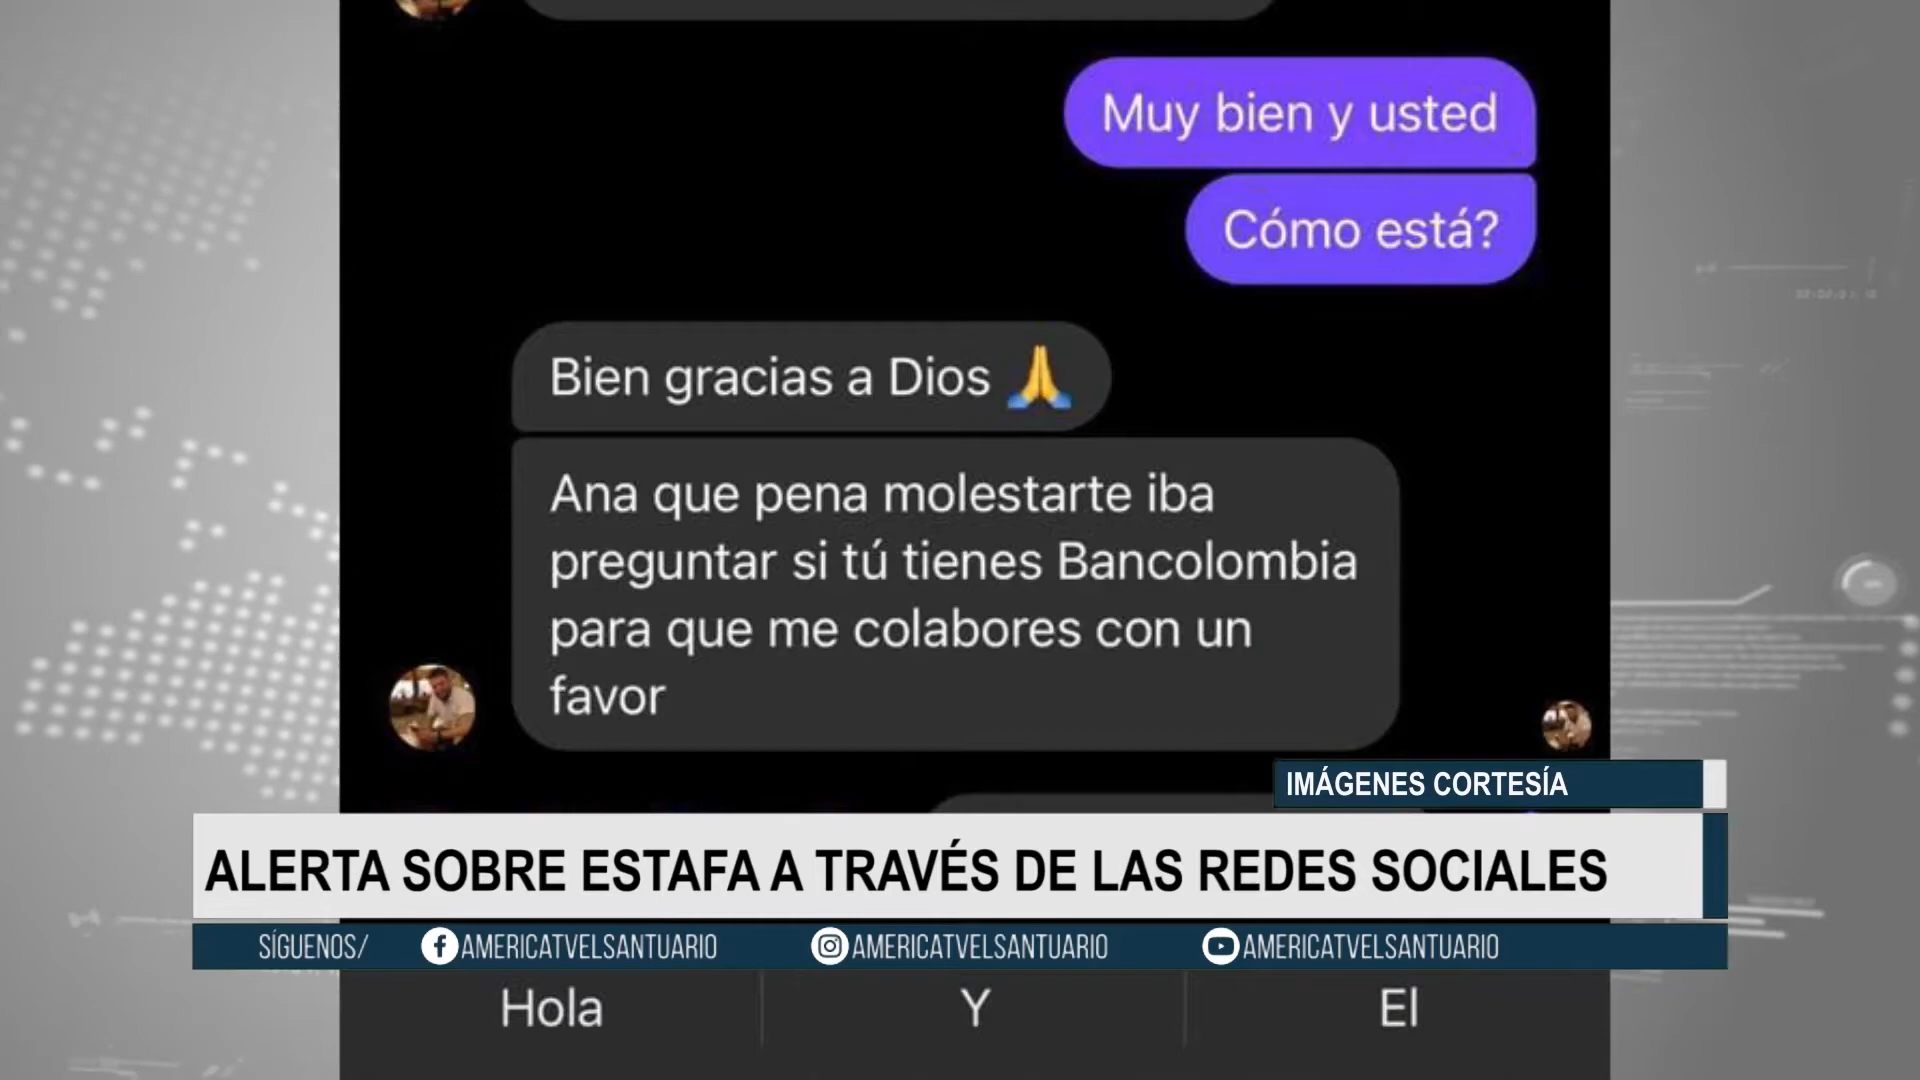 Muy bien y usted
Cómo está?
Bien gracias a Dios 🙏
Ana que pena molestarte iba
preguntar si tú tienes Bancolombia
para que me colabores con un
favor
IMÁGENES CORTESÍA
ALERTA SOBRE ESTAFA A TRAVÉS DE LAS REDES SOCIALES
SÍGUENOS/ AMERICATVELSANTUARIO AMERICATVELSANTUARIO AMERICATVELSANTUARIO
Hola Y El